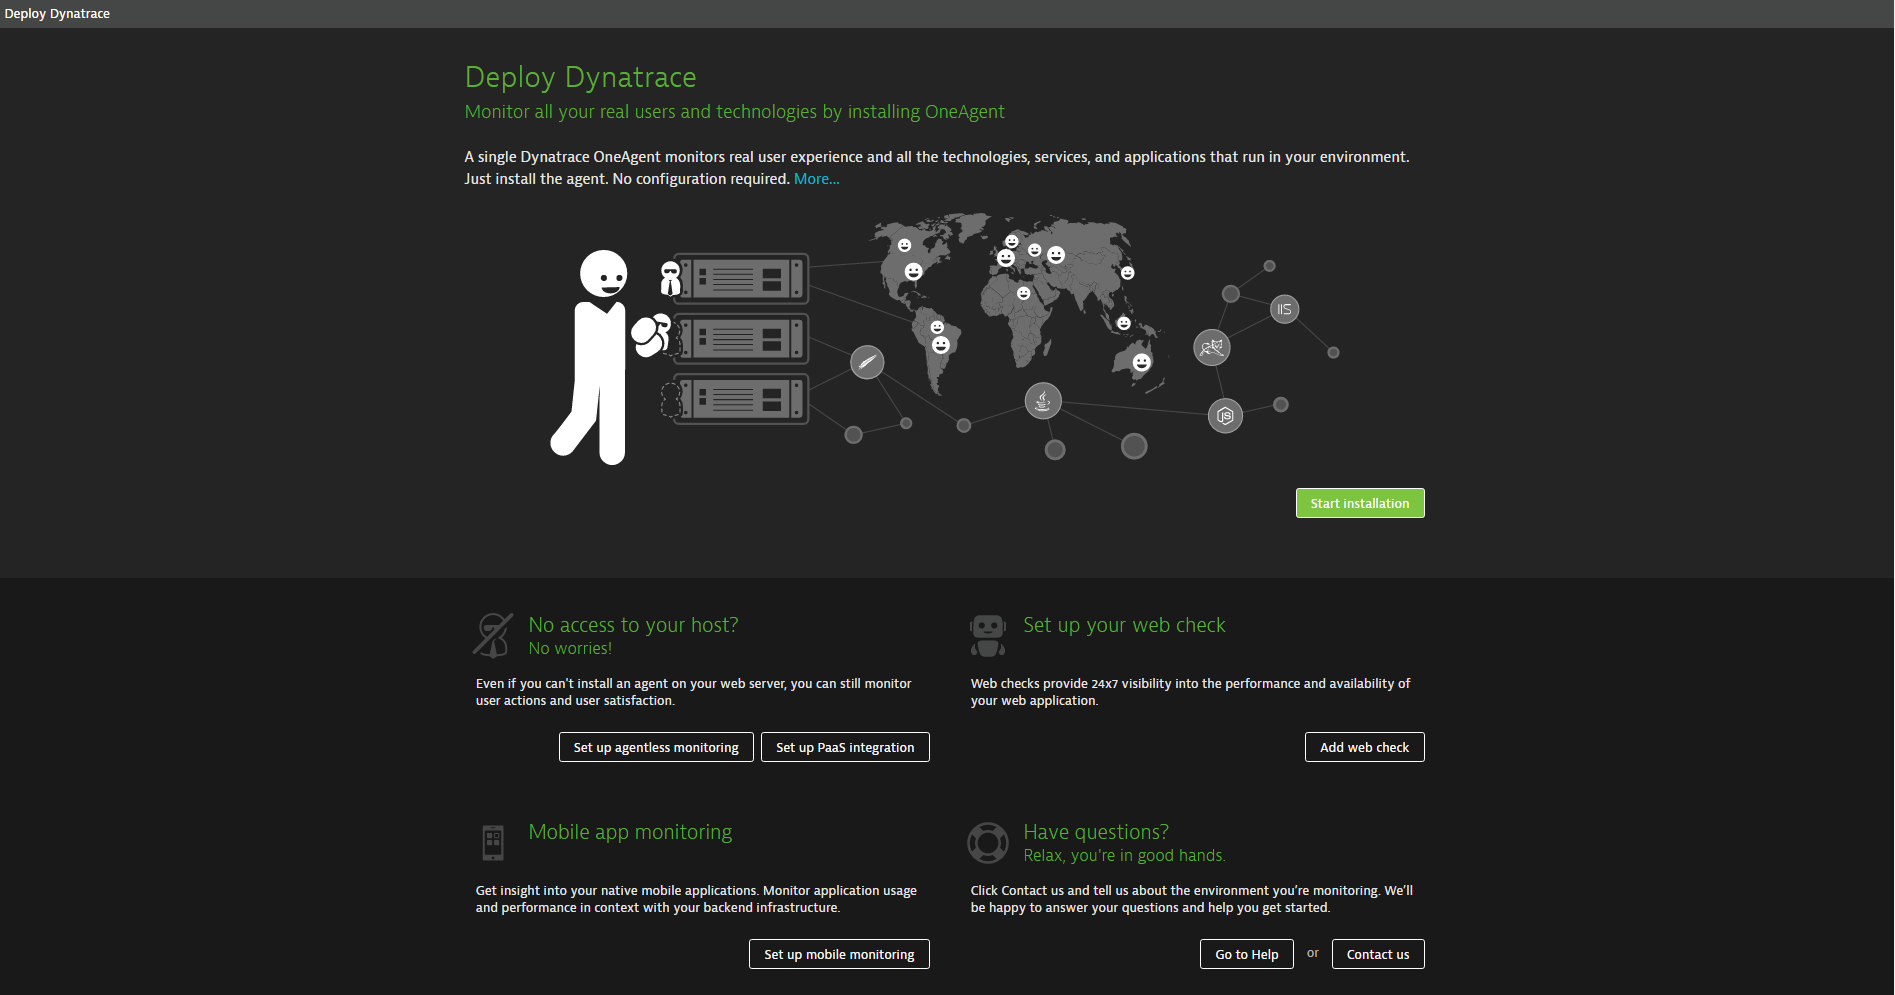 Deploy Dynatrace
Deploy Dynatrace
Monitor all your real users and technologies by installing OneAgent
A single Dynatrace OneAgent monitors real user experience and all the technologies, services, and applications that run in your environment.
Just install the agent. No configuration required. More...
IIS
JS
Start installation
No access to your host?
No worries!
Even if you can't install an agent on your web server, you can still monitor
user actions and user satisfaction.
Set up agentless monitoring
Set up PaaS integration
Set up your web check
Web checks provide 24x7 visibility into the performance and availability of
your web application.
Add web check
Mobile app monitoring
Get insight into your native mobile applications. Monitor application usage
and performance in context with your backend infrastructure.
Set up mobile monitoring
Have questions?
Relax, you're in good hands.
Click Contact us and tell us about the environment you’re monitoring. We’ll
be happy to answer your questions and help you get started.
Go to Help or Contact us